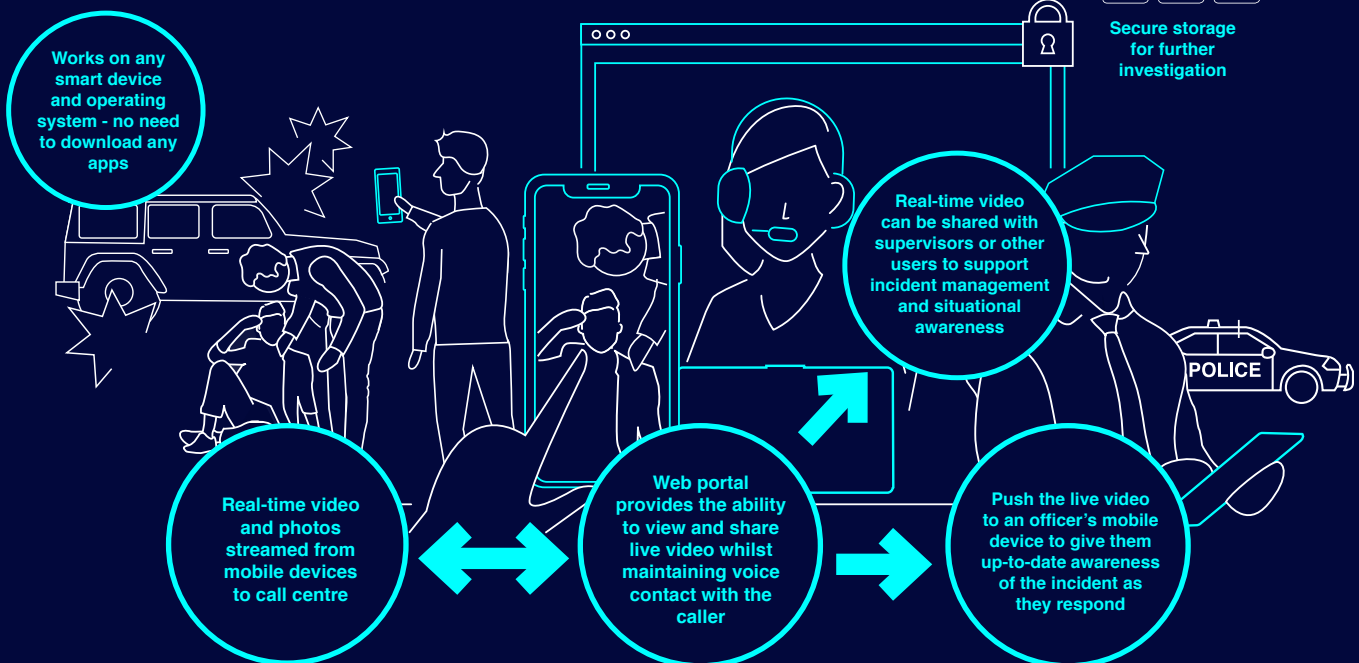 Works on any
smart device
and operating
system - no need
to download any
apps
Secure storage
for further
investigation
Real-time video
can be shared with
supervisors or other
users to support
incident management
and situational
awareness
POLICE
Real-time video
and photos
streamed from
mobile devices
to call centre
Web portal
provides the ability
to view and share
live video whilst
maintaining voice
contact with the
caller
Push the live video
to an officer’s mobile
device to give them
up-to-date awareness
of the incident as
they respond